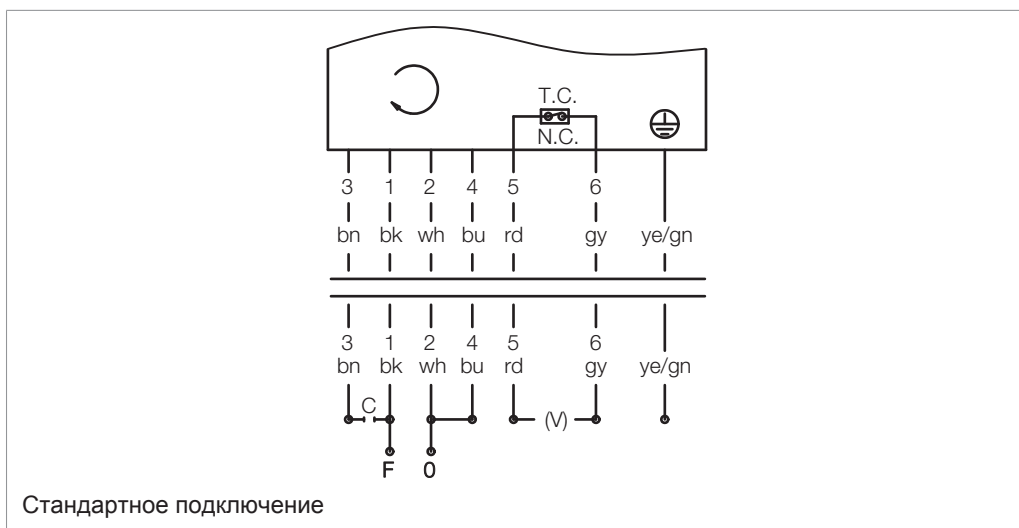 T.C.
N.C.
3 1 2 4 5 6
bn bk wh bu rd gy ye/gn
3 1 2 4 5 6
bn bk wh bu rd gy ye/gn
C (V)
F 0
Стандартное подключение